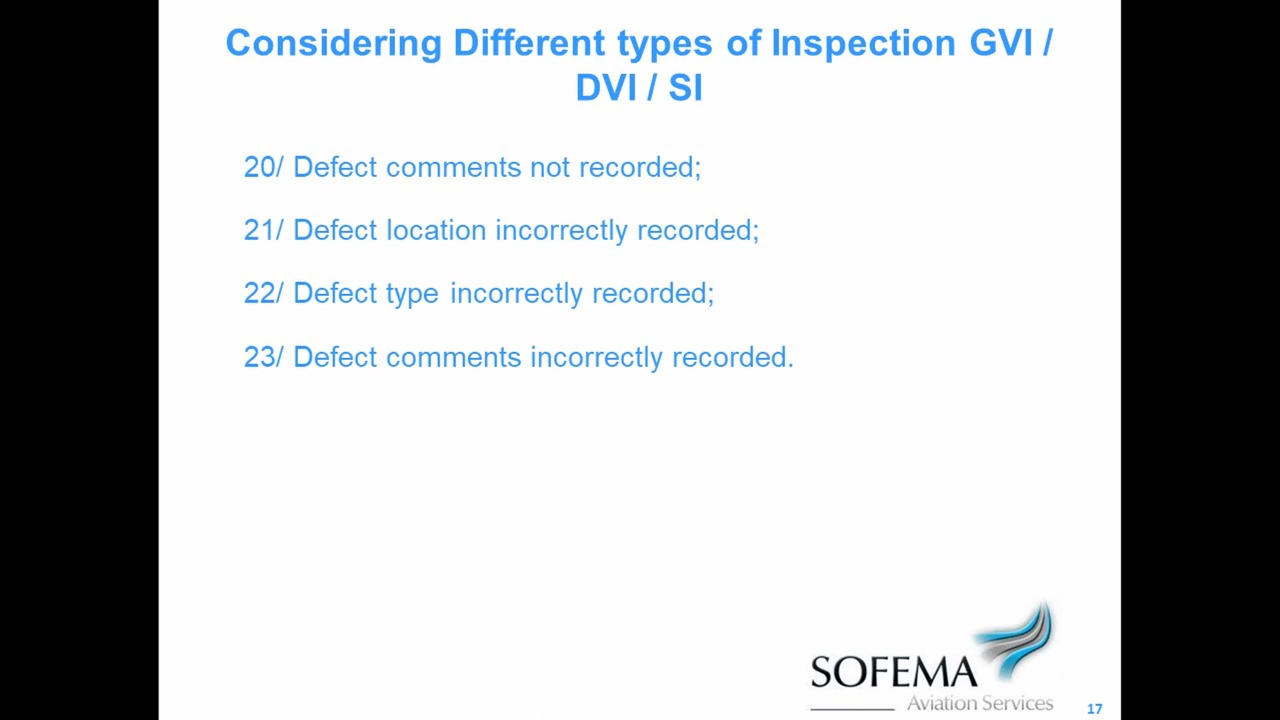 Considering Different types of Inspection GVI /
DVI / SI
20/ Defect comments not recorded;
21/ Defect location incorrectly recorded;
22/ Defect type incorrectly recorded;
23/ Defect comments incorrectly recorded.
SOFEMA
Aviation Services
17